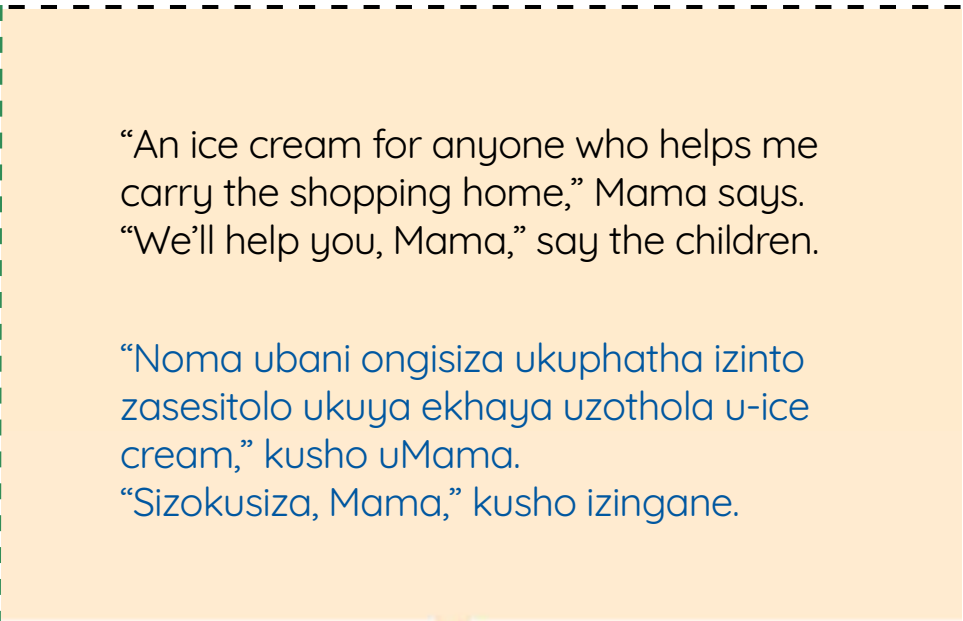 “An ice cream for anyone who helps me
carry the shopping home,” Mama says.
“We’ll help you, Mama,” say the children.
“Noma ubani ongisiza ukuphatha izinto
zasesitolo ukuya ekhaya uzothola u-ice
cream,” kusho uMama.
“Sizokusiza, Mama,” kusho izingane.